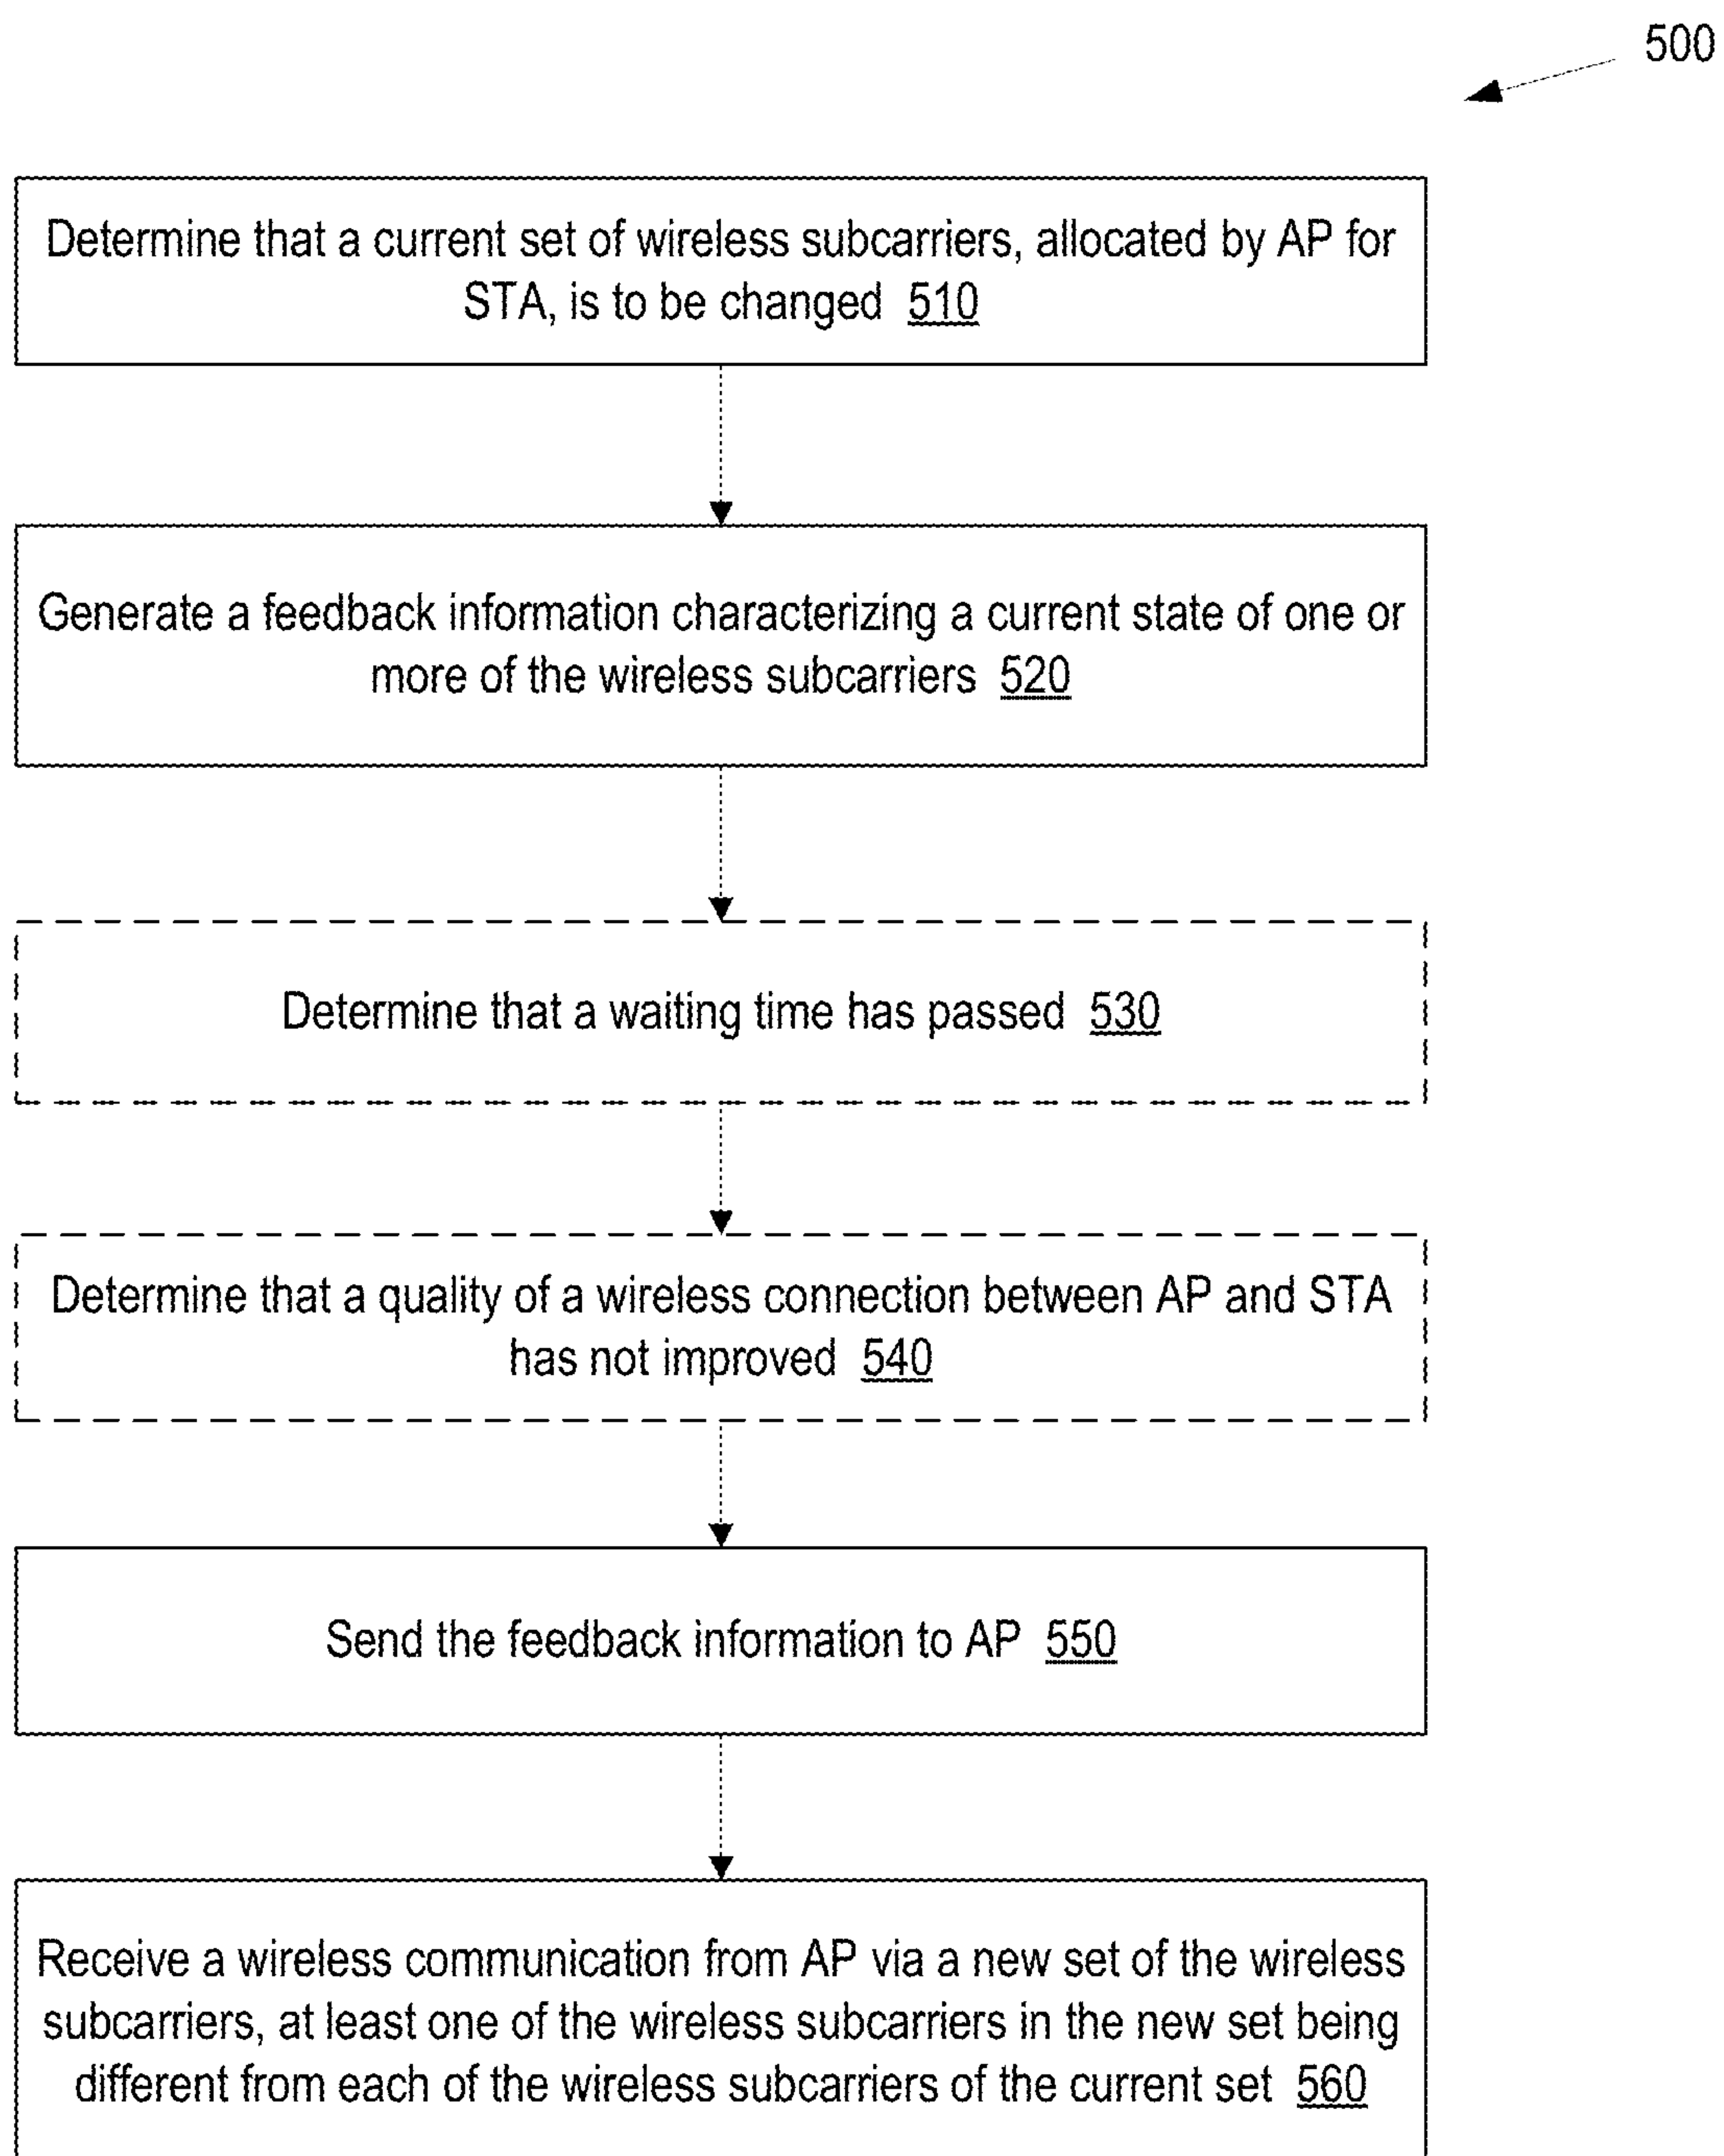 500
Determine that a current set of wireless subcarriers, allocated by AP for
STA, is to be changed 510
Generate a feedback information characterizing a current state of one or
more of the wireless subcarriers 520
Determine that a waiting time has passed 530
Determine that a quality of a wireless connection between AP and STA
has not improved 540
Send the feedback information to AP 550
Receive a wireless communication from AP via a new set of the wireless
subcarriers, at least one of the wireless subcarriers in the new set being
different from each of the wireless subcarriers of the current set 560